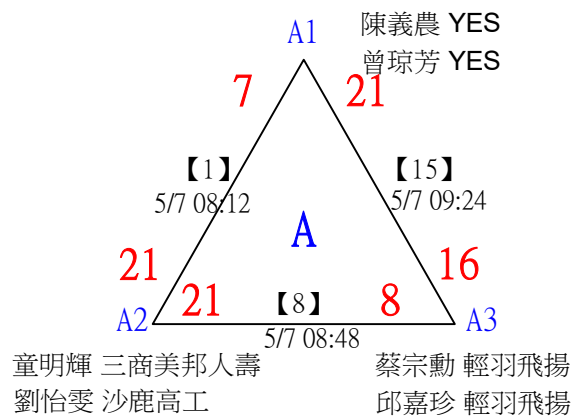 A1
陳義農 YES
曾琼芳 YES
7
21
【1】
5/7 08:12
【15】
5/7 09:24
A
21
16
21
【8】
8
A2
A3
5/7 08:48
童明輝 三商美邦人壽
劉怡雯 沙鹿高工
蔡宗勳 輕羽飛揚
邱嘉珍 輕羽飛揚